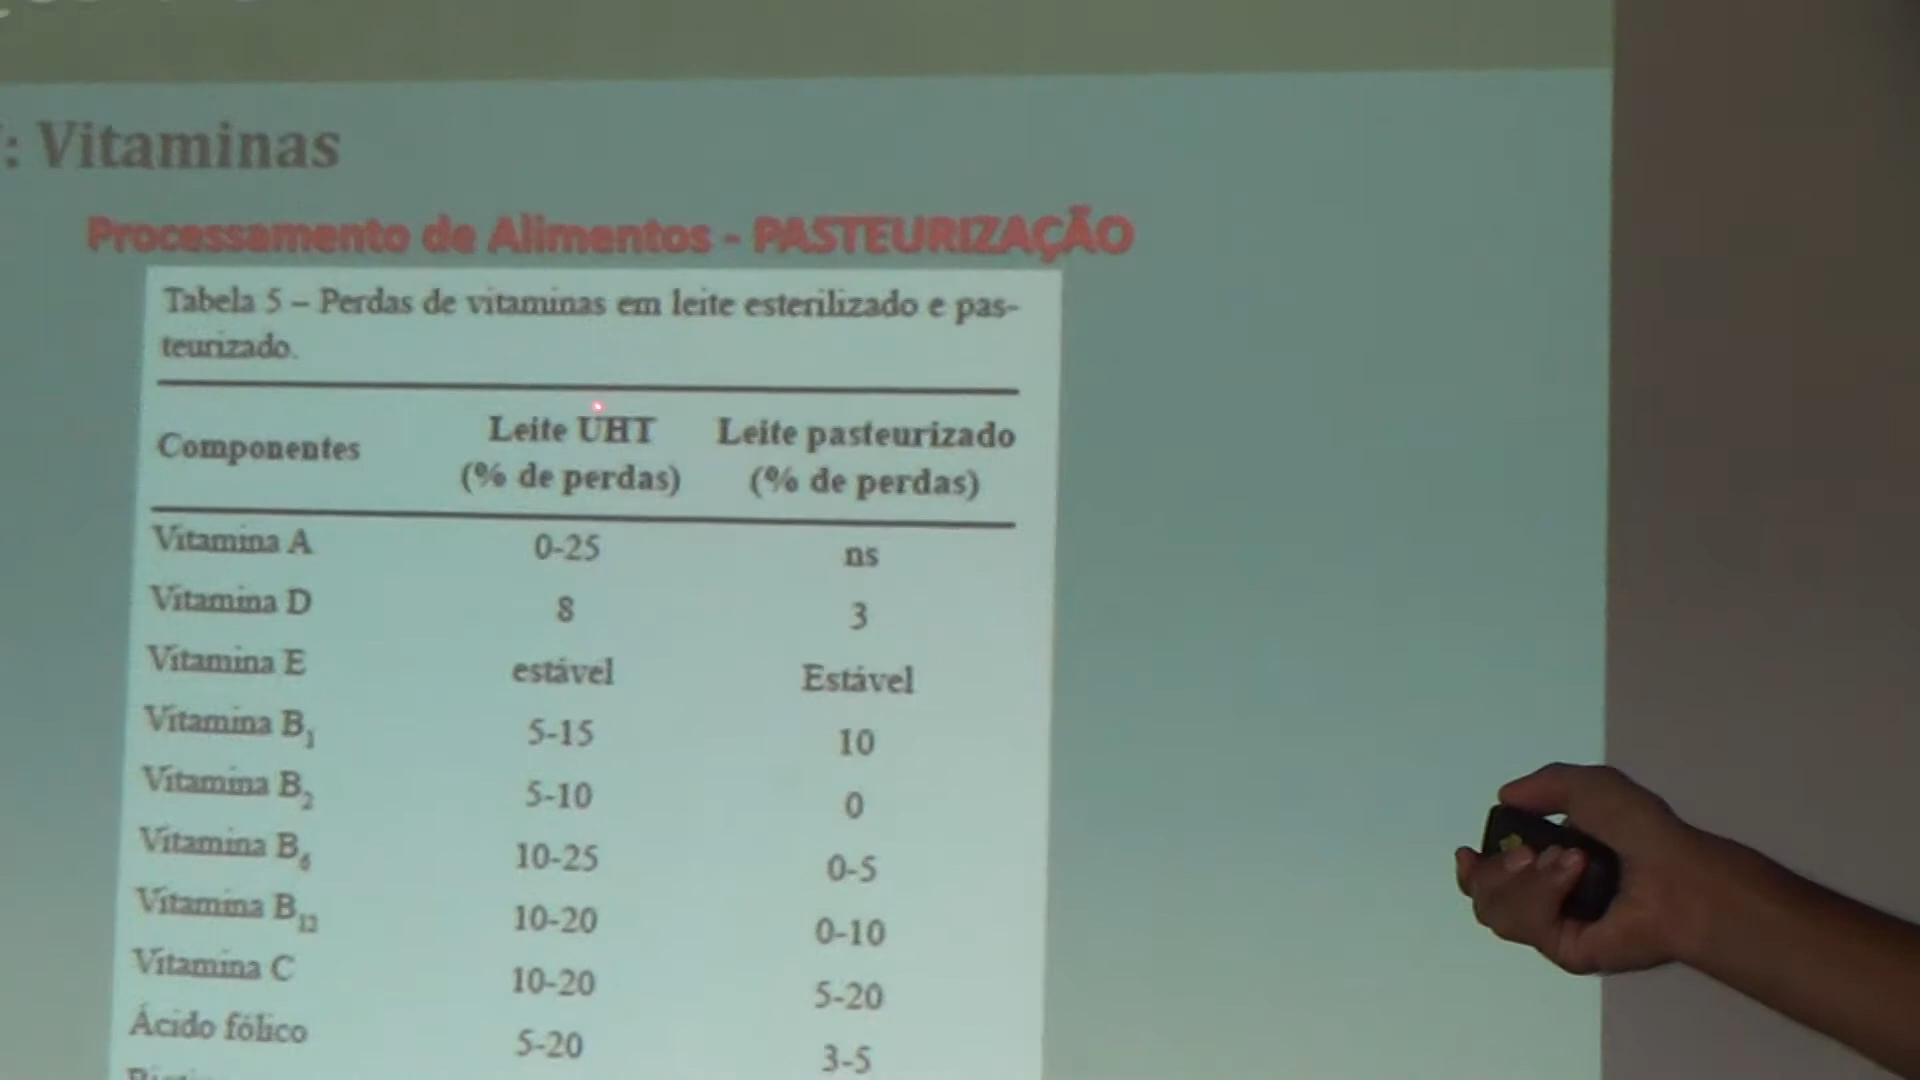 : Vitaminas
Processamento de Alimentos - PASTEURIZAÇÃO
Tabela 5 – Perdas de vitaminas em leite esterilizado e pas-
teurizado.
Componentes Leite UHT (% de perdas) Leite pasteurizado (% de perdas)
Vitamina A 0-25 ns
Vitamina D 8 3
Vitamina E estável Estável
Vitamina B₁ 5-15 10
Vitamina B₂ 5-10 0
Vitamina B₆ 10-25 0-5
Vitamina B₁₂ 10-20 0-10
Vitamina C 10-20 5-20
Ácido fólico 5-20 3-5